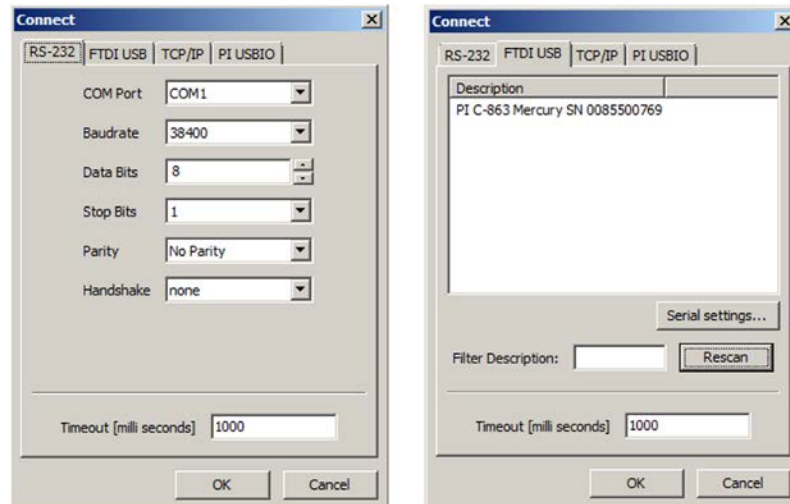 Connect
RS-232 FTDI USB TCP/IP PI USBIO
COM Port COM1
Baudrate 38400
Data Bits 8
Stop Bits 1
Parity No Parity
Handshake none
Timeout [milli seconds] 1000
OK Cancel
Connect
RS-232 FTDI USB TCP/IP PI USBIO
Description
PI C-863 Mercury SN 0085500769
Serial settings...
Filter Description: Rescan
Timeout [milli seconds] 1000
OK Cancel